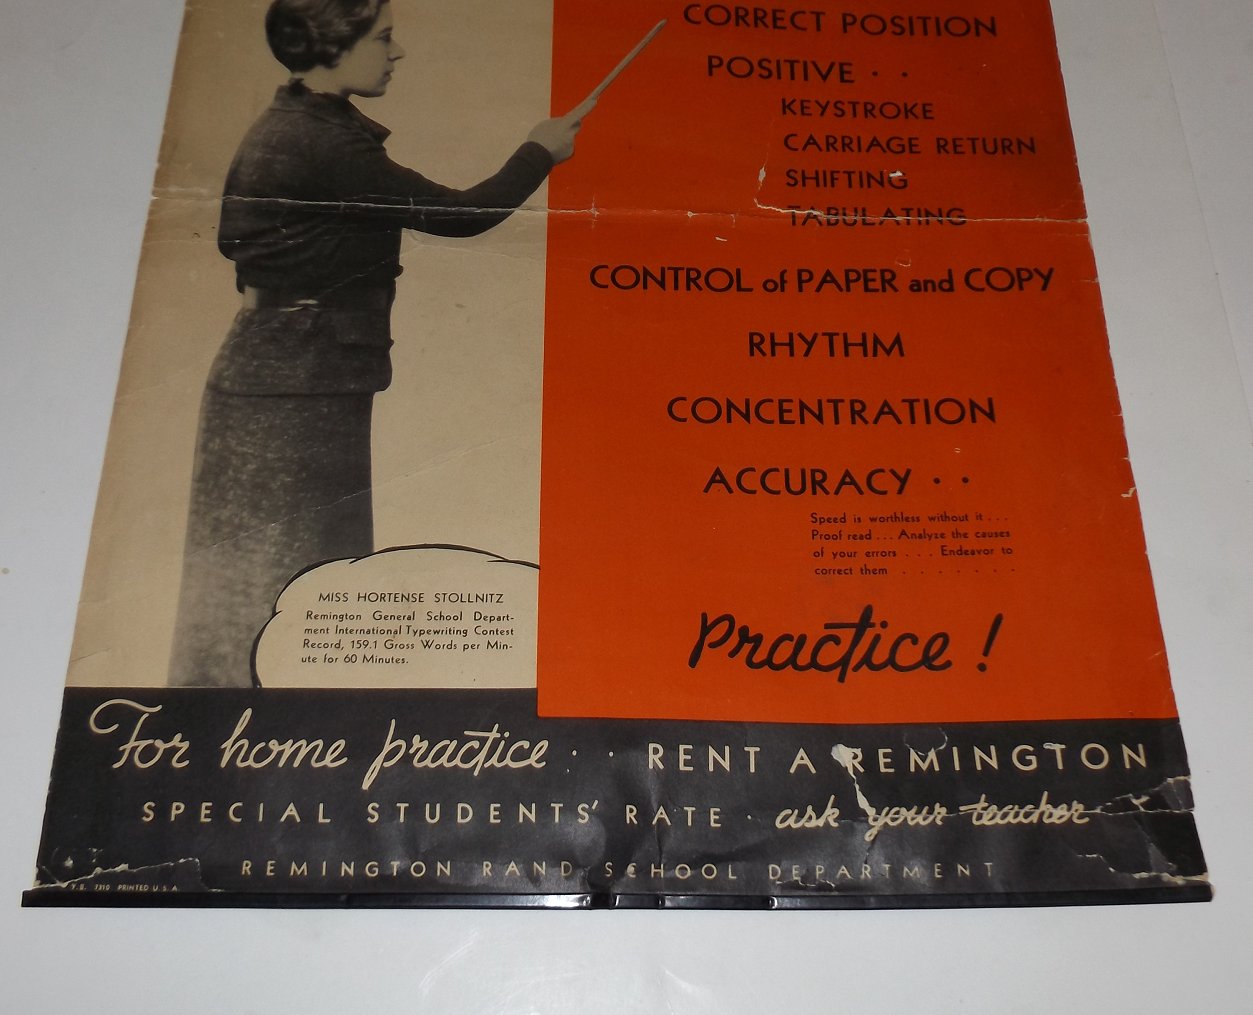 CORRECT POSITION
POSITIVE · ·
KEYSTROKE
CARRIAGE RETURN
SHIFTING
TABULATING
CONTROL of PAPER and COPY
RHYTHM
CONCENTRATION
ACCURACY · ·
Speed is worthless without it . . .
Proof read . . . Analyze the causes
of your errors . . . Endeavor to
correct them . . . . . . .
Practice !
MISS HORTENSE STOLLNITZ
Remington General School Depart-
ment International Typewriting Contest
Record, 159.1 Gross Words per Min-
ute for 60 Minutes.
For home practice · · RENT A REMINGTON
SPECIAL STUDENTS' RATE · ask your teacher
REMINGTON RAND SCHOOL DEPARTMENT
7310 PRINTED U S A